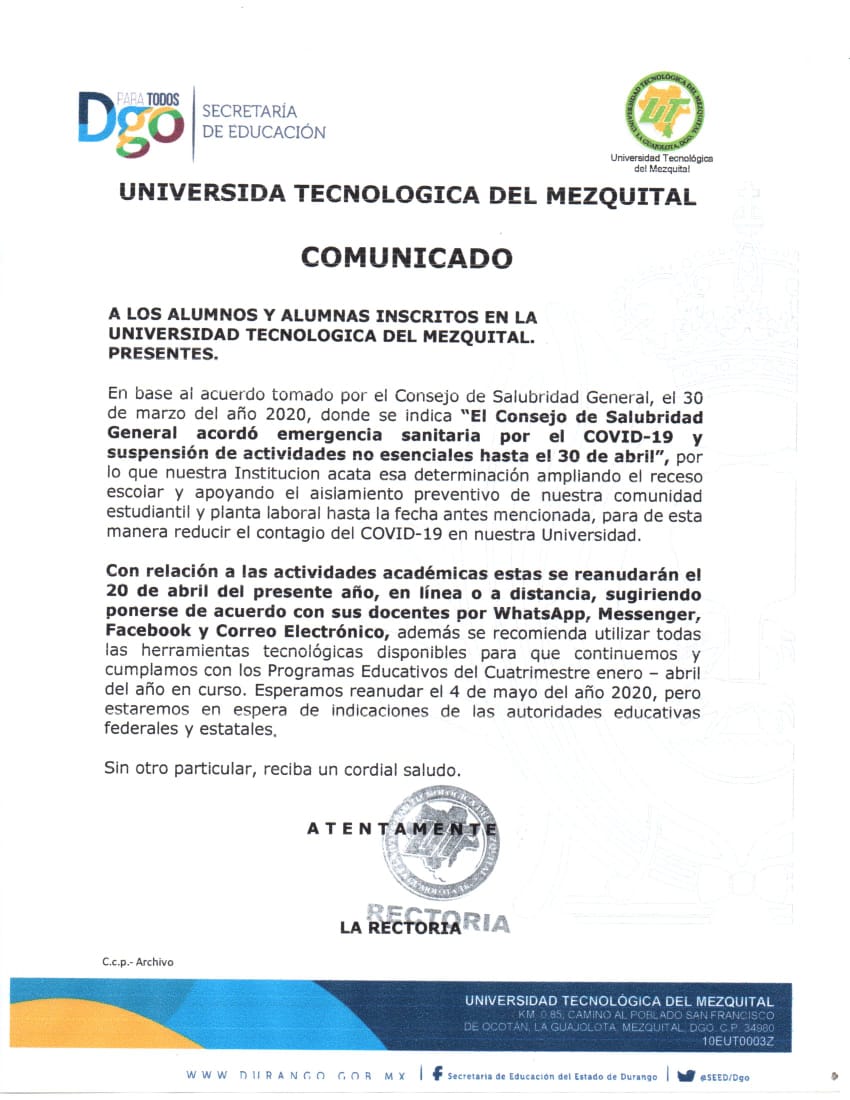 PARA TODOS
Dgo
SECRETARÍA
DE EDUCACIÓN
UNIVERSIDAD TECNOLÓGICA DEL MEZQUITAL
UT
LA GUAJOLOTA, DGO.
Universidad Tecnológica
del Mezquital
UNIVERSIDA TECNOLOGICA DEL MEZQUITAL
COMUNICADO
A LOS ALUMNOS Y ALUMNAS INSCRITOS EN LA
UNIVERSIDAD TECNOLOGICA DEL MEZQUITAL.
PRESENTES.
En base al acuerdo tomado por el Consejo de Salubridad General, el 30
de marzo del año 2020, donde se indica “El Consejo de Salubridad
General acordó emergencia sanitaria por el COVID-19 y
suspensión de actividades no esenciales hasta el 30 de abril”, por
lo que nuestra Institucion acata esa determinación ampliando el receso
escolar y apoyando el aislamiento preventivo de nuestra comunidad
estudiantil y planta laboral hasta la fecha antes mencionada, para de esta
manera reducir el contagio del COVID-19 en nuestra Universidad.
Con relación a las actividades académicas estas se reanudarán el
20 de abril del presente año, en línea o a distancia, sugiriendo
ponerse de acuerdo con sus docentes por WhatsApp, Messenger,
Facebook y Correo Electrónico, además se recomienda utilizar todas
las herramientas tecnológicas disponibles para que continuemos y
cumplamos con los Programas Educativos del Cuatrimestre enero – abril
del año en curso. Esperamos reanudar el 4 de mayo del año 2020, pero
estaremos en espera de indicaciones de las autoridades educativas
federales y estatales.
Sin otro particular, reciba un cordial saludo.
ATENTAMENTE
UT
RECTORIA
LA RECTORIA
C.c.p.- Archivo
UNIVERSIDAD TECNOLÓGICA DEL MEZQUITAL
KM. 0.85, CAMINO AL POBLADO SAN FRANCISCO
DE OCOTÁN, LA GUAJOLOTA, MEZQUITAL, DGO. C.P. 34980
10EUT0003Z
WWW.DURANGO.GOB.MX
Secretaría de Educación del Estado de Durango
@SEED/Dgo